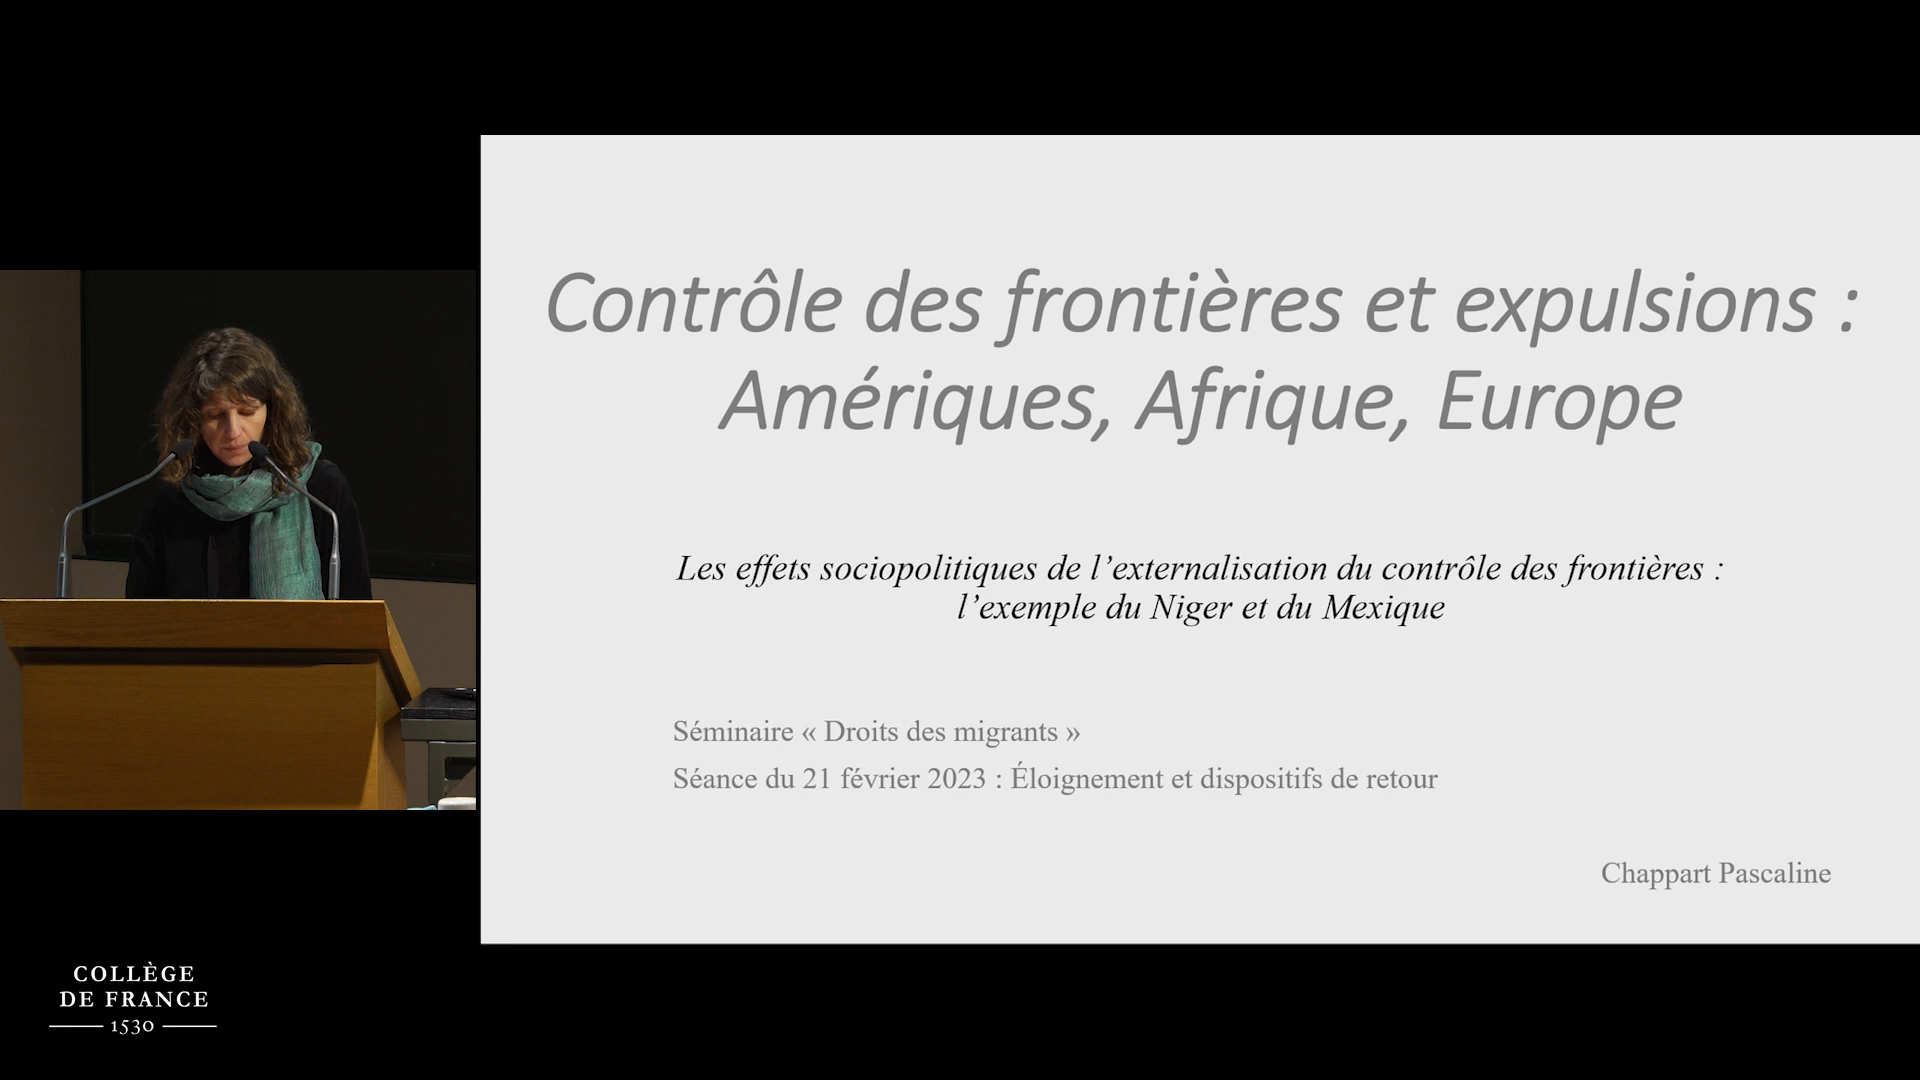 Contrôle des frontières et expulsions :
Amériques, Afrique, Europe
Les effets sociopolitiques de l’externalisation du contrôle des frontières :
l’exemple du Niger et du Mexique
Séminaire « Droits des migrants »
Séance du 21 février 2023 : Éloignement et dispositifs de retour
Chappart Pascaline
COLLÈGE
DE FRANCE
1530